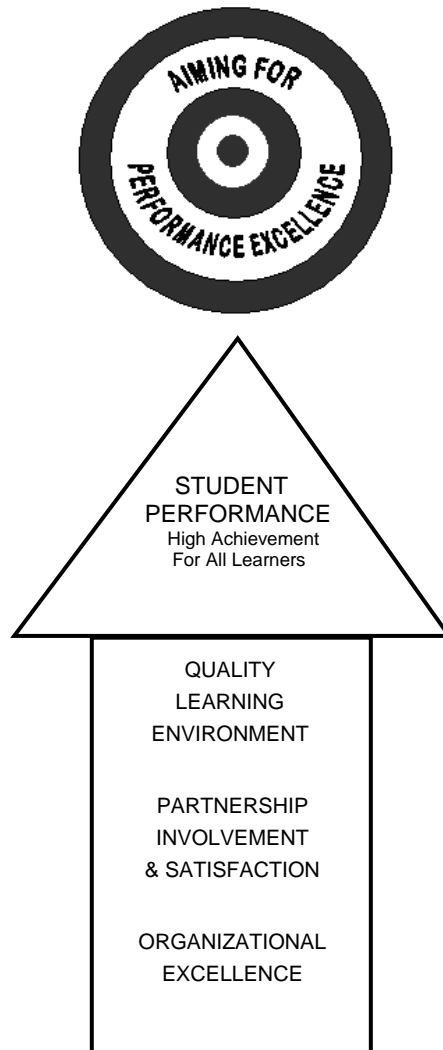 AIMING FOR
PERFORMANCE EXCELLENCE
STUDENT
PERFORMANCE
High Achievement
For All Learners
QUALITY
LEARNING
ENVIRONMENT
PARTNERSHIP
INVOLVEMENT
& SATISFACTION
ORGANIZATIONAL
EXCELLENCE